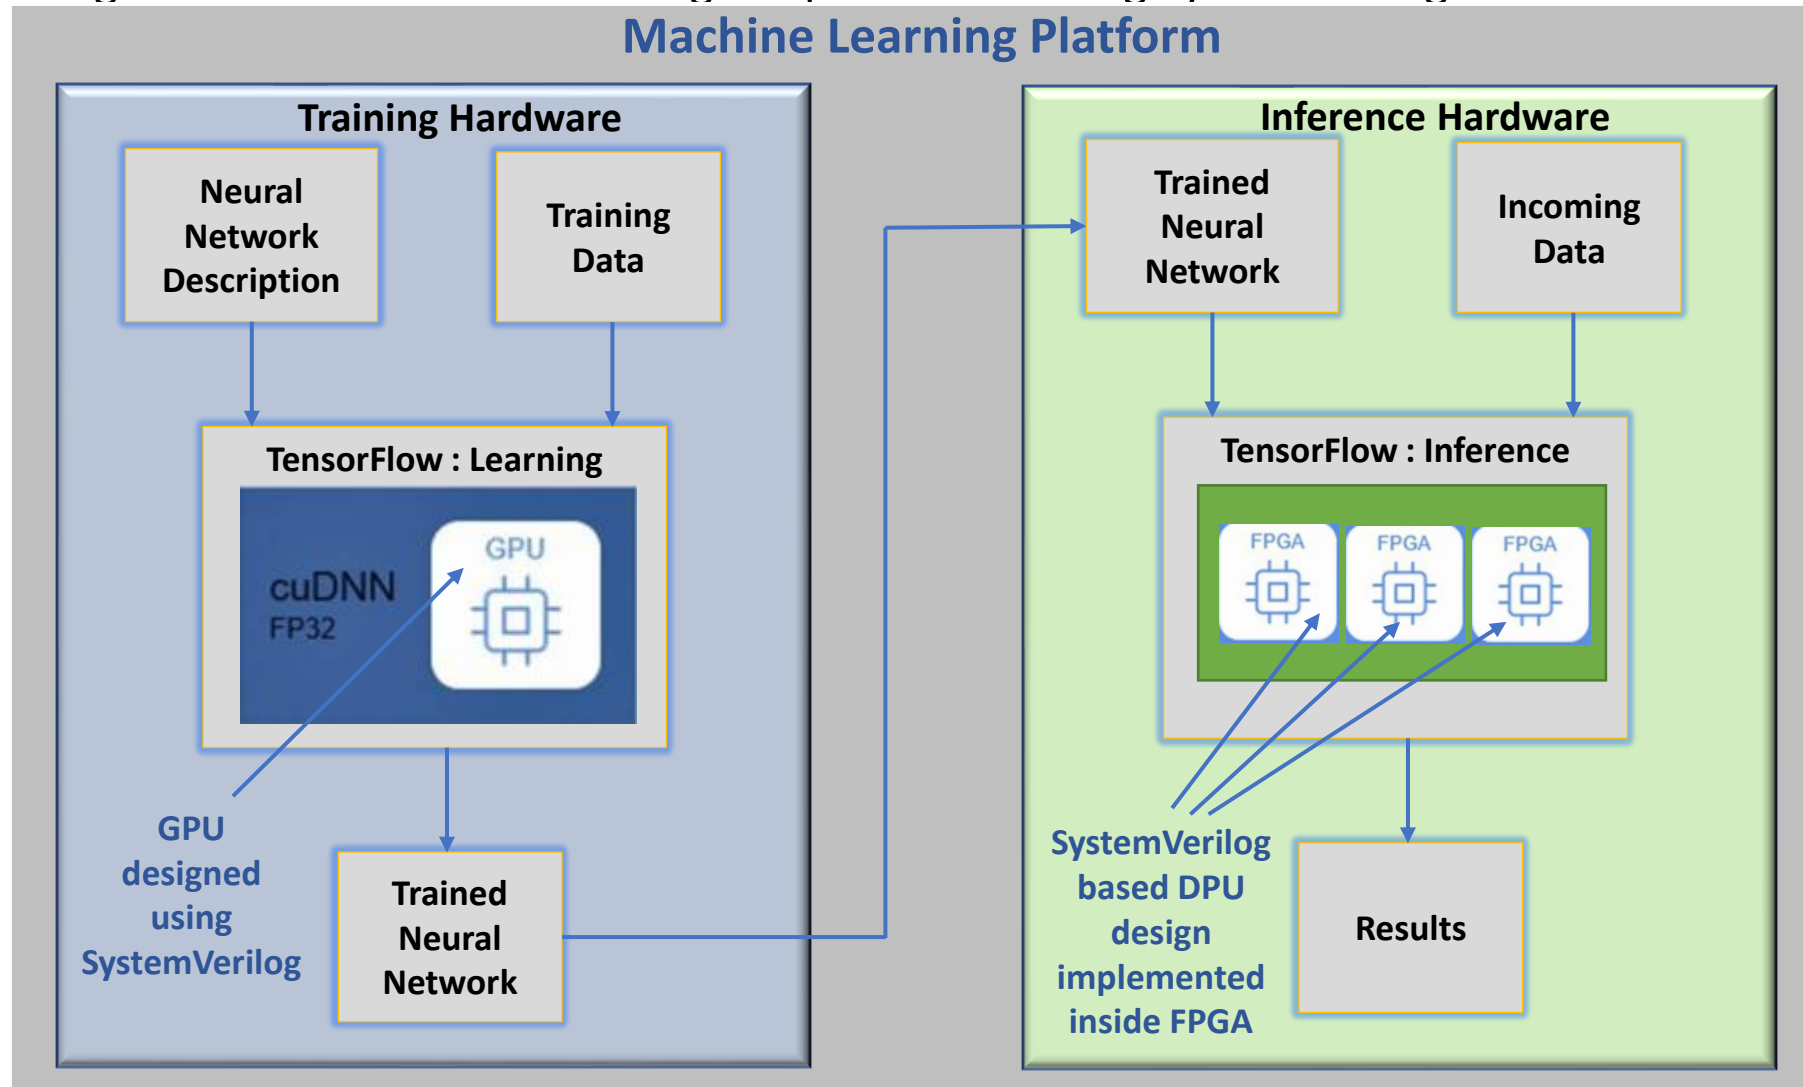 Machine Learning Platform
Training Hardware
Neural
Network
Description
Training
Data
TensorFlow : Learning
cuDNN
FP32
GPU
GPU
designed
using
SystemVerilog
Trained
Neural
Network
Inference Hardware
Trained
Neural
Network
Incoming
Data
TensorFlow : Inference
FPGA
FPGA
FPGA
SystemVerilog
based DPU
design
implemented
inside FPGA
Results